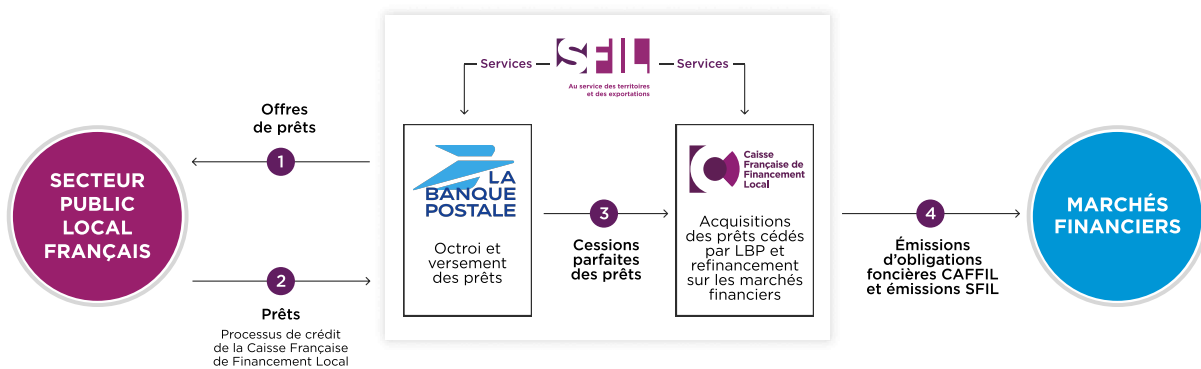 SECTEUR
PUBLIC
LOCAL
FRANÇAIS
Offres
de prêts
1
2
Prêts
Processus de crédit
de la Caisse Française
de Financement Local
Services
SFIL
Services
Au service des territoires
et des exportations
LA
BANQUE
POSTALE
Octroi et
versement
des prêts
3
Cessions
parfaites
des prêts
Caisse
Française de
Financement
Local
Acquisitions
des prêts cédés
par LBP et
refinancement
sur les marchés
financiers
4
Émissions
d'obligations
foncières CAFFIL
et émissions SFIL
MARCHÉS
FINANCIERS